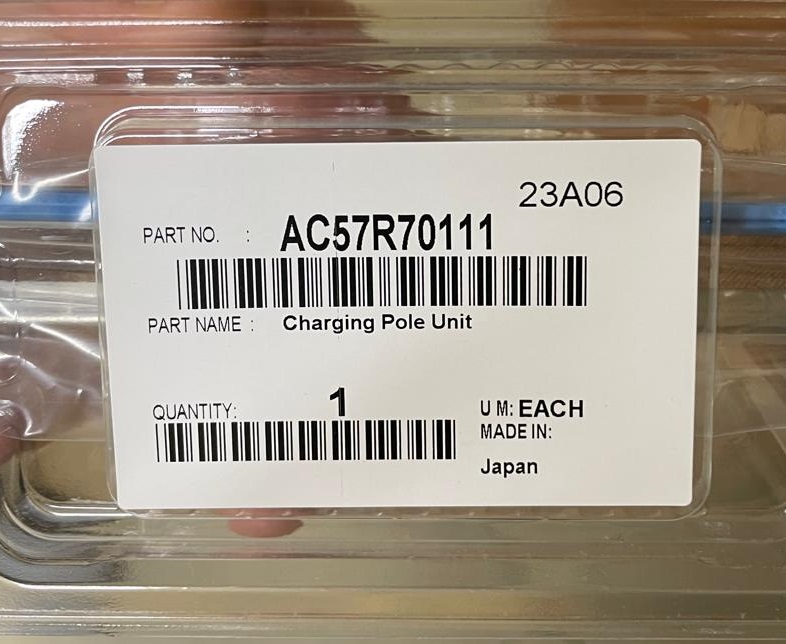 23A06
PART NO. : AC57R70111
PART NAME : Charging Pole Unit
QUANTITY: 1
U M: EACH
MADE IN:
Japan